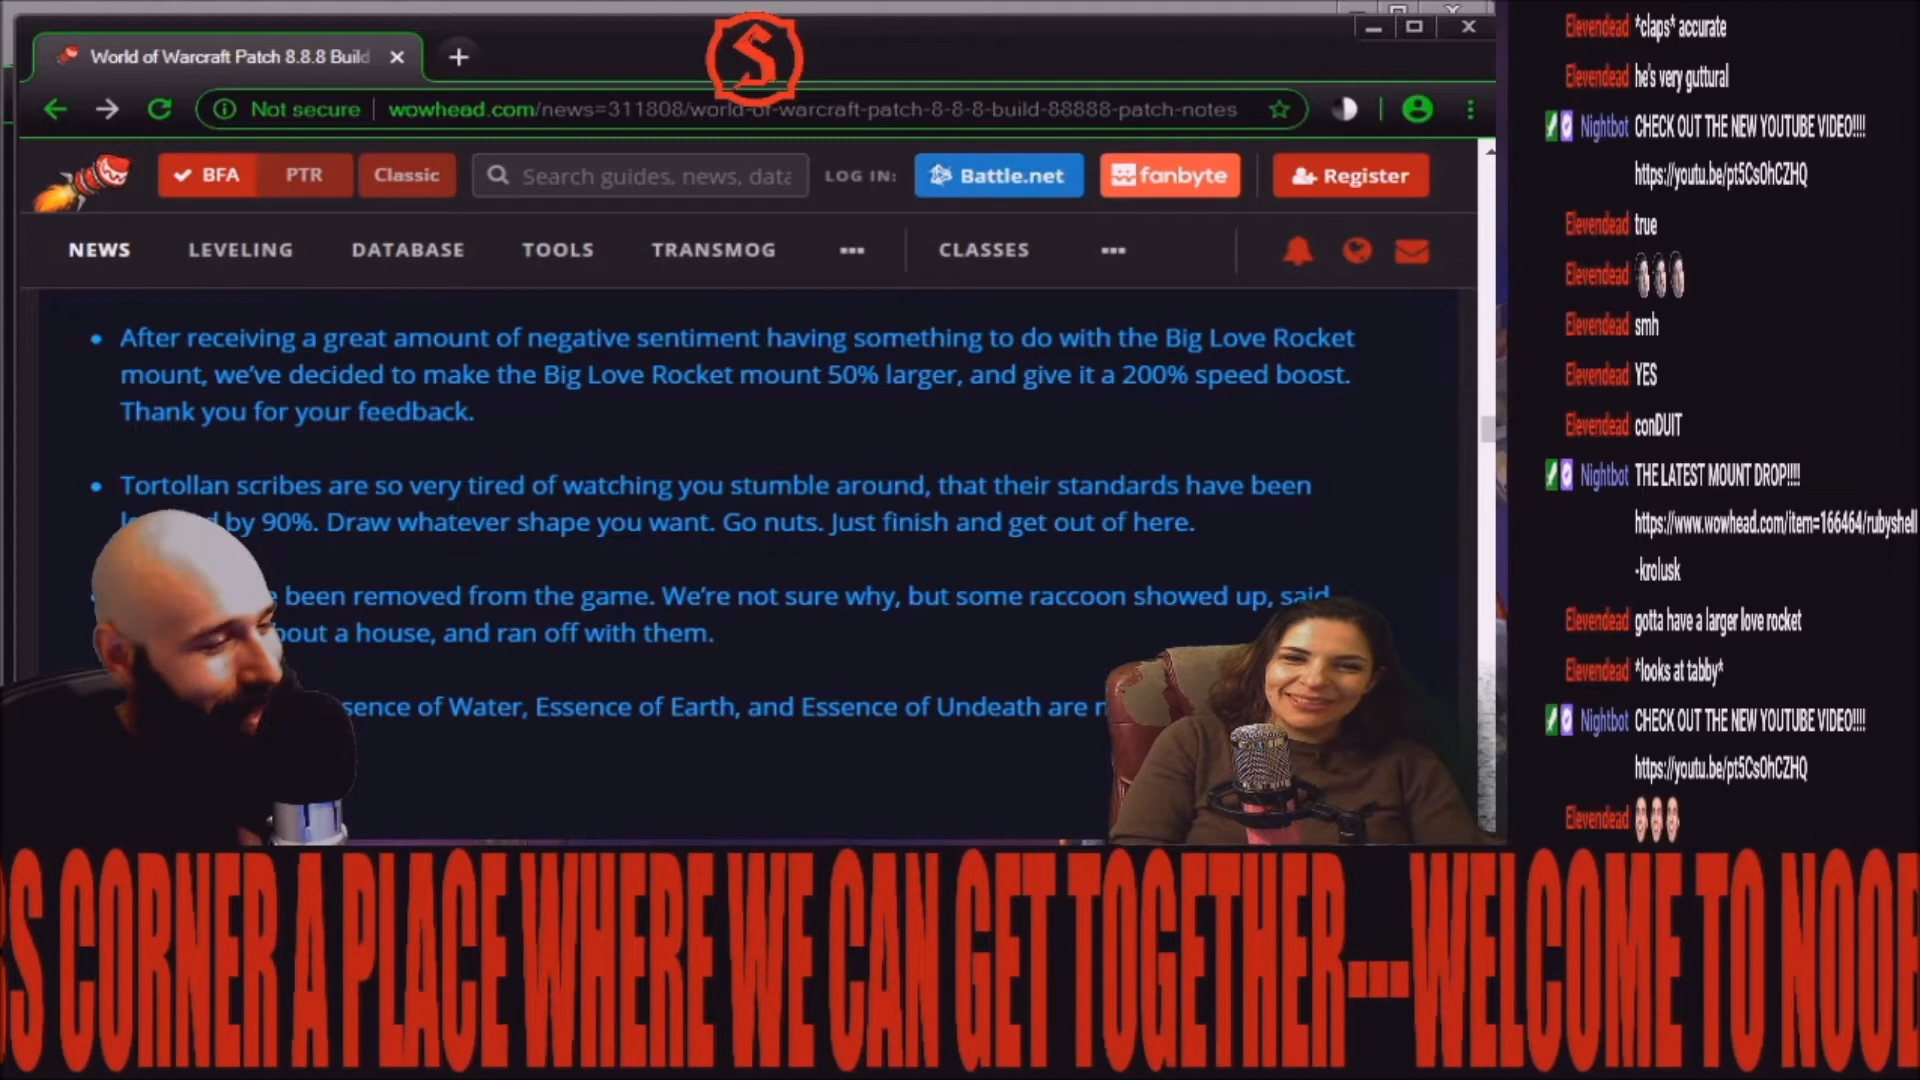 World of Warcraft Patch 8.8.8 Build
Not secure
wowhead.com/news=311808/world-of-warcraft-patch-8-8-8-build-88888-patch-notes
BFA
PTR
Classic
Search guides, news, data
LOG IN:
Battle.net
fanbyte
Register
NEWS
LEVELING
DATABASE
TOOLS
TRANSMOG
CLASSES
After receiving a great amount of negative sentiment having something to do with the Big Love Rocket
mount, we've decided to make the Big Love Rocket mount 50% larger, and give it a 200% speed boost.
Thank you for your feedback.
Tortollan scribes are so very tired of watching you stumble around, that their standards have been
by 90%. Draw whatever shape you want. Go nuts. Just finish and get out of here.
been removed from the game. We're not sure why, but some raccoon showed up, said
bout a house, and ran off with them.
sence of Water, Essence of Earth, and Essence of Undeath are
Elevendead *claps* accurate
Elevendead he's very guttural
Nightbot CHECK OUT THE NEW YOUTUBE VIDEO!!!!
https://youtu.be/pt5CsOhCZHQ
Elevendead true
Elevendead
Elevendead smh
Elevendead YES
Elevendead conDUIT
Nightbot THE LATEST MOUNT DROP!!!!
https://www.wowhead.com/item=166464/rubyshell
-krolusk
Elevendead gotta have a larger love rocket
Elevendead *looks at tabby*
Nightbot CHECK OUT THE NEW YOUTUBE VIDEO!!!!
https://youtu.be/pt5CsOhCZHQ
Elevendead
S CORNER A PLACE WHERE WE CAN GET TOGETHER---WELCOME TO NOOB